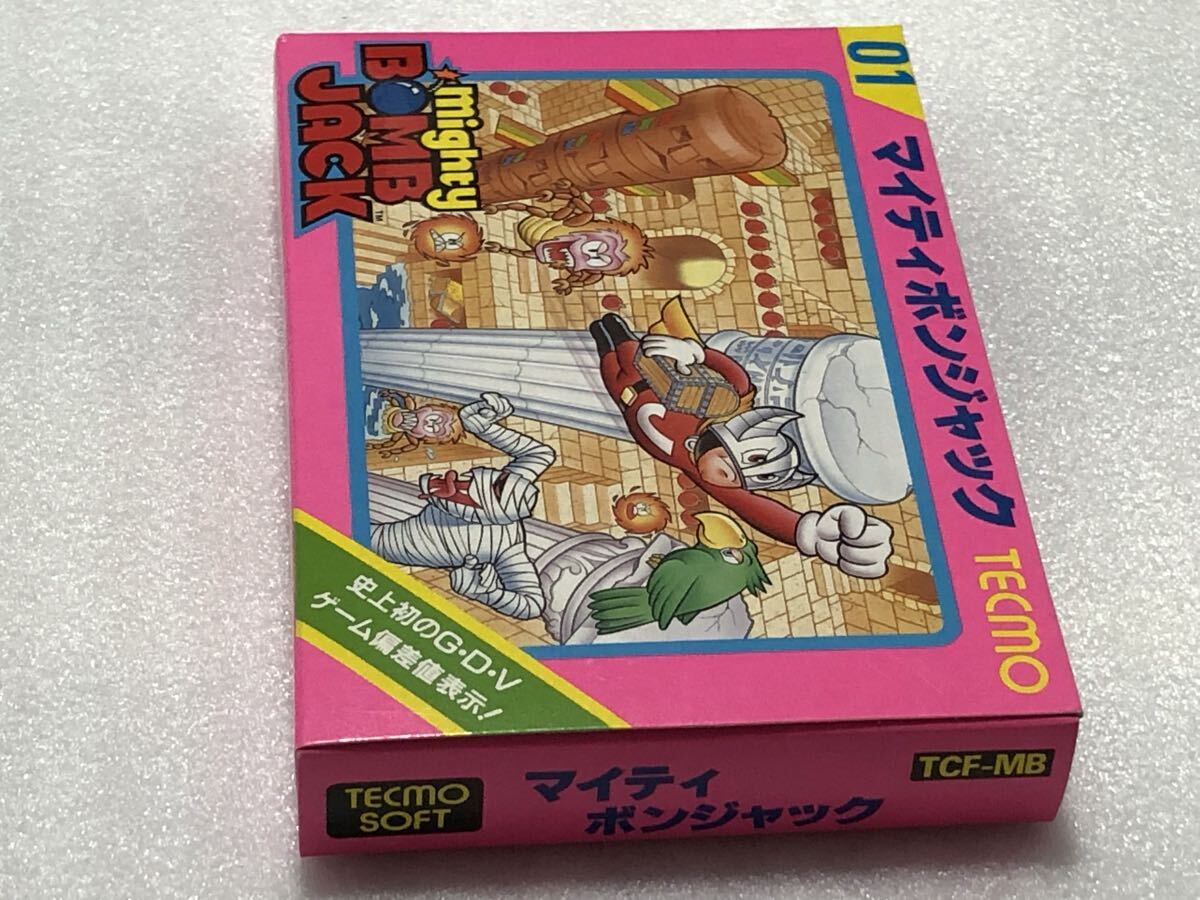 01
マイティボンジャック
TECMO
mighty
BOMB
JACK
TM
史上初のG・D・V
ゲーム偏差値表示!
TECMO
SOFT
マイティ
ボンジャック
TCF-MB